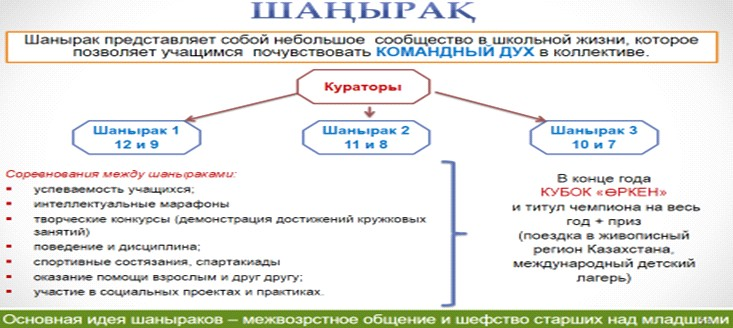 ШАҢЫРАҚ
Шанырак представляет собой небольшое сообщество в школьной жизни, которое
позволяет учащимся почувствовать КОМАНДНЫЙ ДУХ в коллективе.
Кураторы
Шанырак 1
12 и 9
Шанырак 2
11 и 8
Шанырак 3
10 и 7
Соревнования между шаныраками:
▪ успеваемость учащихся;
▪ интеллектуальные марафоны
▪ творческие конкурсы (демонстрация достижений кружковых
занятий)
▪ поведение и дисциплина;
▪ спортивные состязания, спартакиады
▪ оказание помощи взрослым и друг другу;
▪ участие в социальных проектах и практиках.
В конце года
КУБОК «ӨРКЕН»
и титул чемпиона на весь
год + приз
(поездка в живописный
регион Казахстана,
международный детский
лагерь)
Основная идея шаныраков – межвозрстное общение и шефство старших над младшими